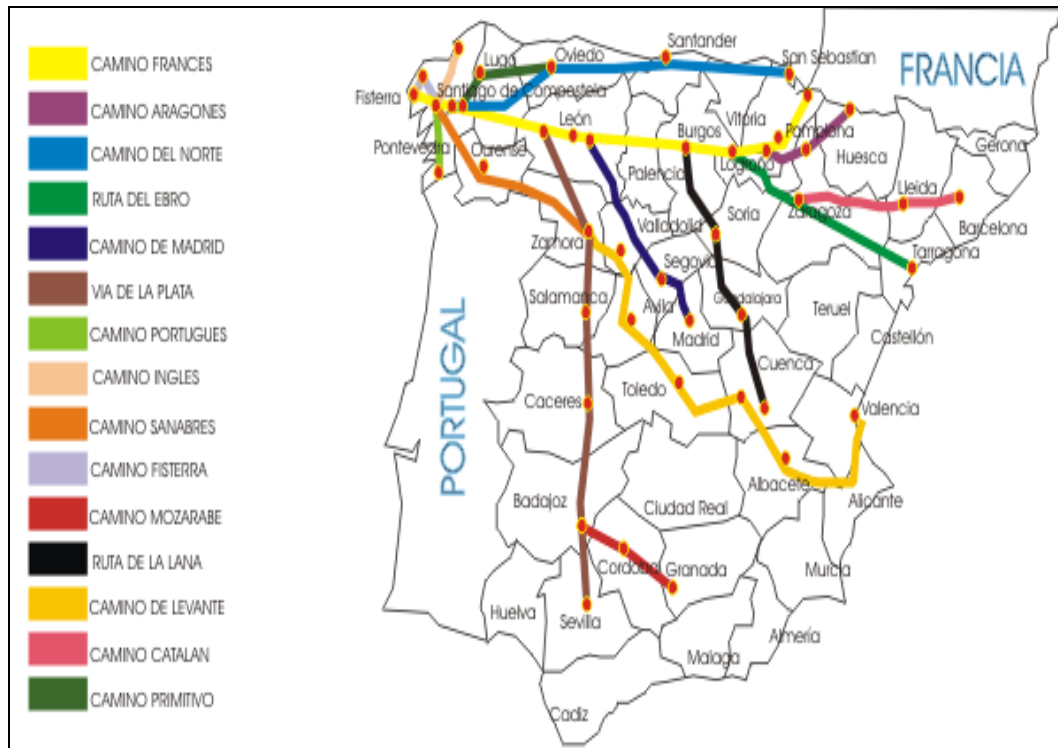 CAMINO FRANCES
CAMINO ARAGONES
CAMINO DEL NORTE
RUTA DEL EBRO
CAMINO DE MADRID
VIA DE LA PLATA
CAMINO PORTUGUES
CAMINO INGLES
CAMINO SANABRES
CAMINO FISTERRA
CAMINO MOZARABE
RUTA DE LA LANA
CAMINO DE LEVANTE
CAMINO CATALAN
CAMINO PRIMITIVO
Santander
Lugo
Oviedo
San Sebastian
FRANCIA
Fisterra
Santiago de Compostela
León
Burgos
Vitoria
Pamplona
Pontevedra
Ourense
Logroño
Huesca
Gerona
Palencia
Lleida
Soria
Zaragoza
Barcelona
Zamora
Valladolid
Tarragona
Segovia
Salamanca
Avila
Guadalajara
Teruel
Madrid
Castellón
PORTUGAL
Cuenca
Toledo
Caceres
Valencia
Badajoz
Albacete
Alicante
Ciudad Real
Cordoba
Granada
Murcia
Huelva
Sevilla
Almería
Malaga
Cadiz